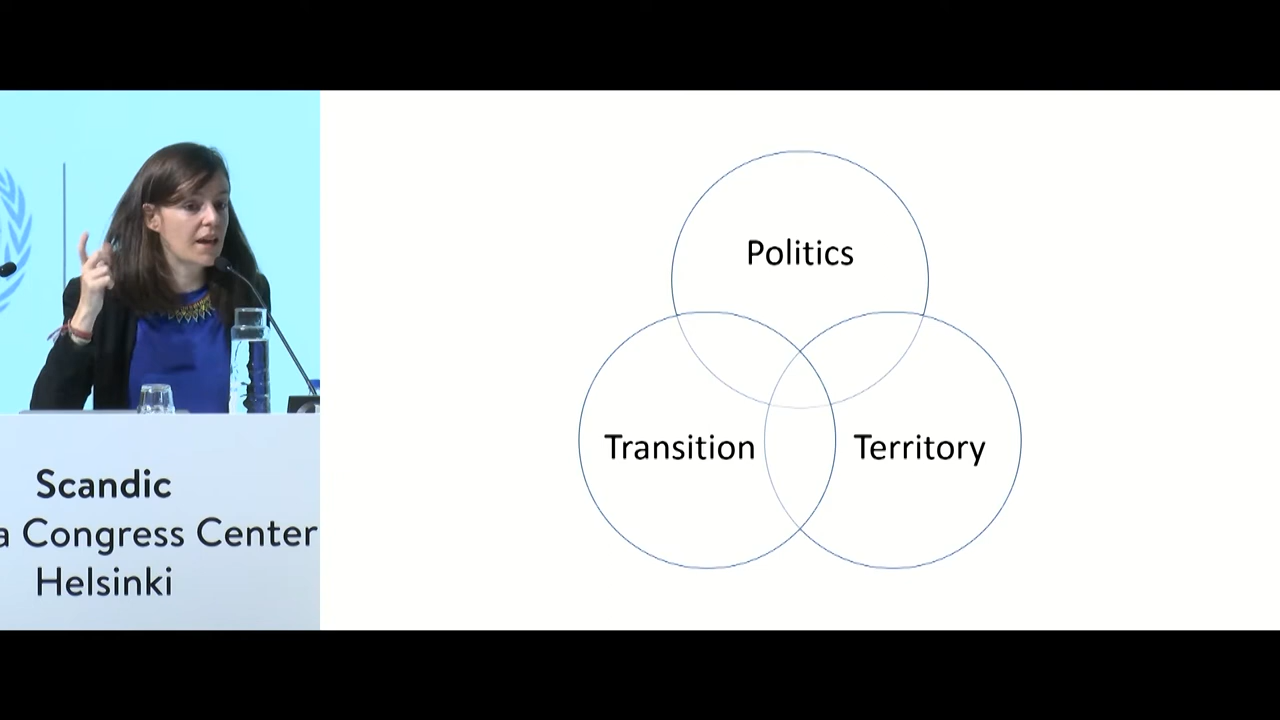 Politics
Transition
Territory
Scandic
a Congress Center
Helsinki